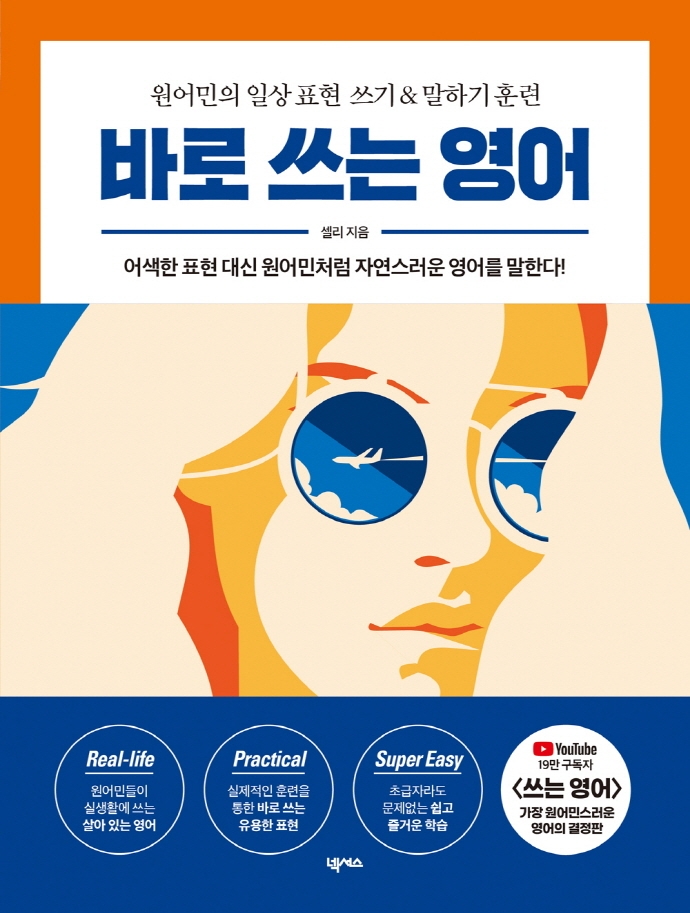 원어민의 일상 표현 쓰기 & 말하기 훈련
바로 쓰는 영어
셀리 지음
어색한 표현 대신 원어민처럼 자연스러운 영어를 말한다!
Real-life
원어민들이
실생활에 쓰는
살아 있는 영어
Practical
실제적인 훈련을
통한 바로 쓰는
유용한 표현
Super Easy
초급자라도
문제없는 쉽고
즐거운 학습
YouTube
19만 구독자
〈쓰는 영어〉
가장 원어민스러운
영어의 결정판
넥서스